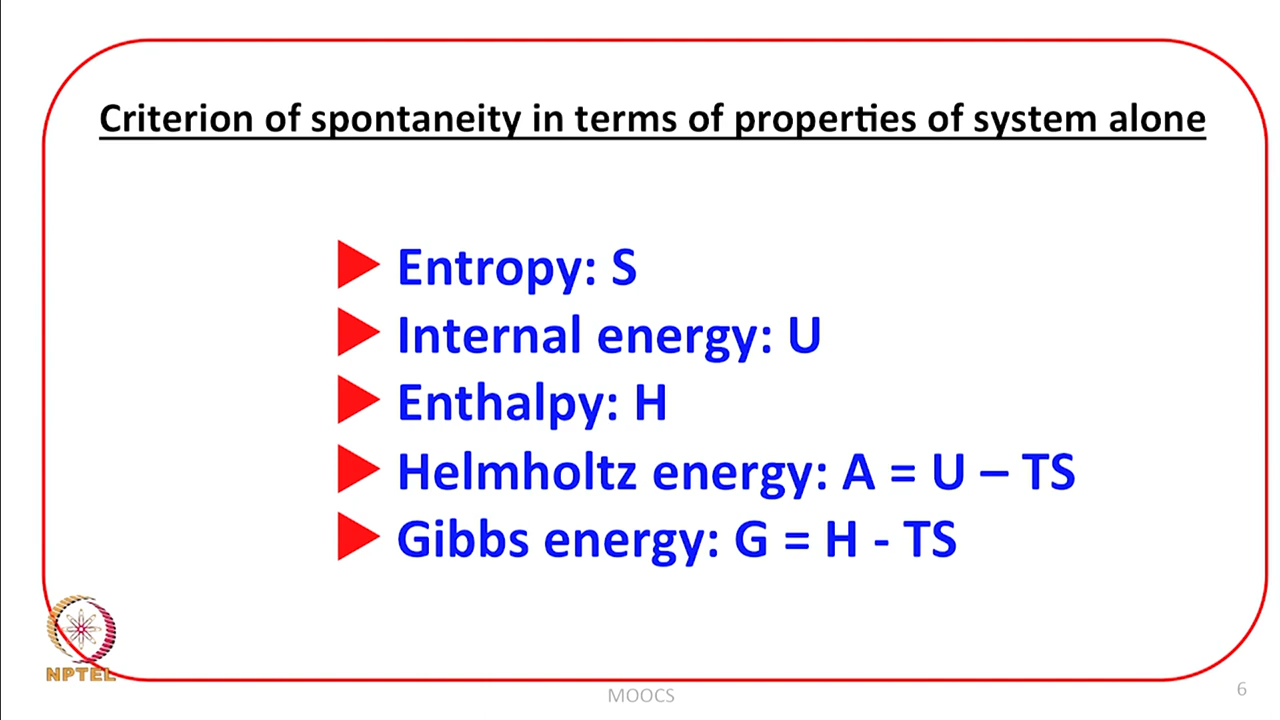 Criterion of spontaneity in terms of properties of system alone
Entropy: S
Internal energy: U
Enthalpy: H
Helmholtz energy: A = U – TS
Gibbs energy: G = H - TS
NPTEL
MOOCS
6